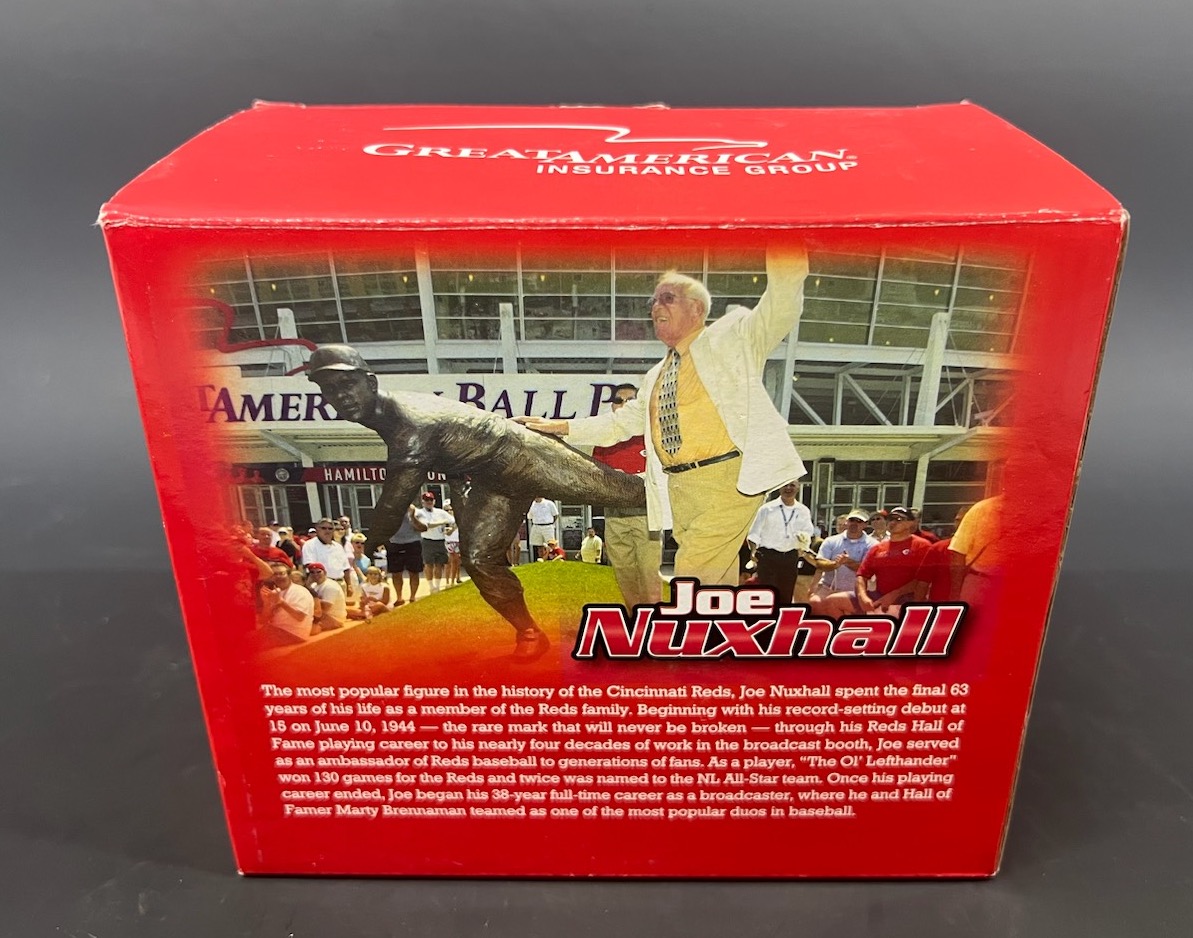 GREATAMERICAN®
INSURANCE GROUP
TAMER BALL P
HAMILTO ON
Joe
Nuxhall
The most popular figure in the history of the Cincinnati Reds, Joe Nuxhall spent the final 63
years of his life as a member of the Reds family. Beginning with his record-setting debut at
15 on June 10, 1944 — the rare mark that will never be broken — through his Reds Hall of
Fame playing career to his nearly four decades of work in the broadcast booth, Joe served
as an ambassador of Reds baseball to generations of fans. As a player, “The Ol’ Lefthander”
won 130 games for the Reds and twice was named to the NL All-Star team. Once his playing
career ended, Joe began his 38-year full-time career as a broadcaster, where he and Hall of
Famer Marty Brennaman teamed as one of the most popular duos in baseball.